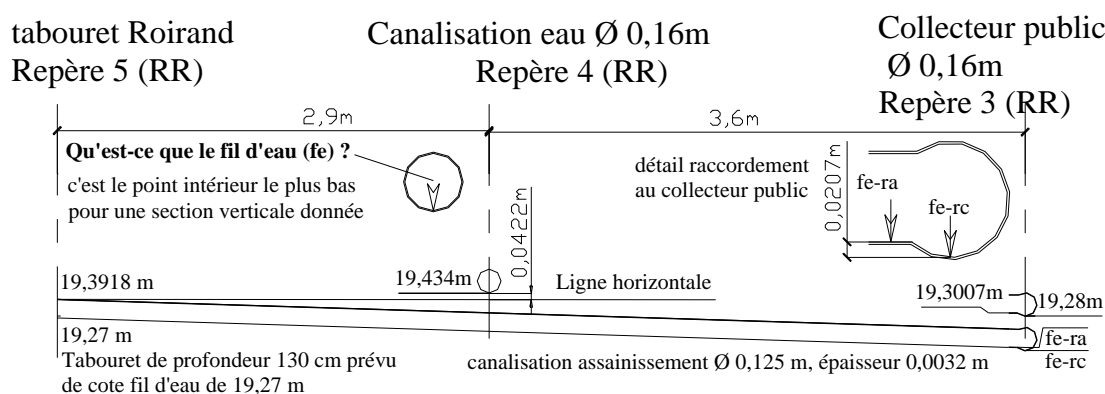 tabouret Roirand
Repère 5 (RR)
Canalisation eau Ø 0,16m
Repère 4 (RR)
Collecteur public
Ø 0,16m
Repère 3 (RR)
2,9m
3,6m
Qu'est-ce que le fil d'eau (fe) ?
c'est le point intérieur le plus bas
pour une section verticale donnée
détail raccordement
au collecteur public
0,0207m
fe-ra
fe-rc
0,0422m
19,3918 m
19,434m
Ligne horizontale
19,3007m
19,28m
19,27 m
fe-ra
fe-rc
Tabouret de profondeur 130 cm prévu
de cote fil d'eau de 19,27 m
canalisation assainissement Ø 0,125 m, épaisseur 0,0032 m